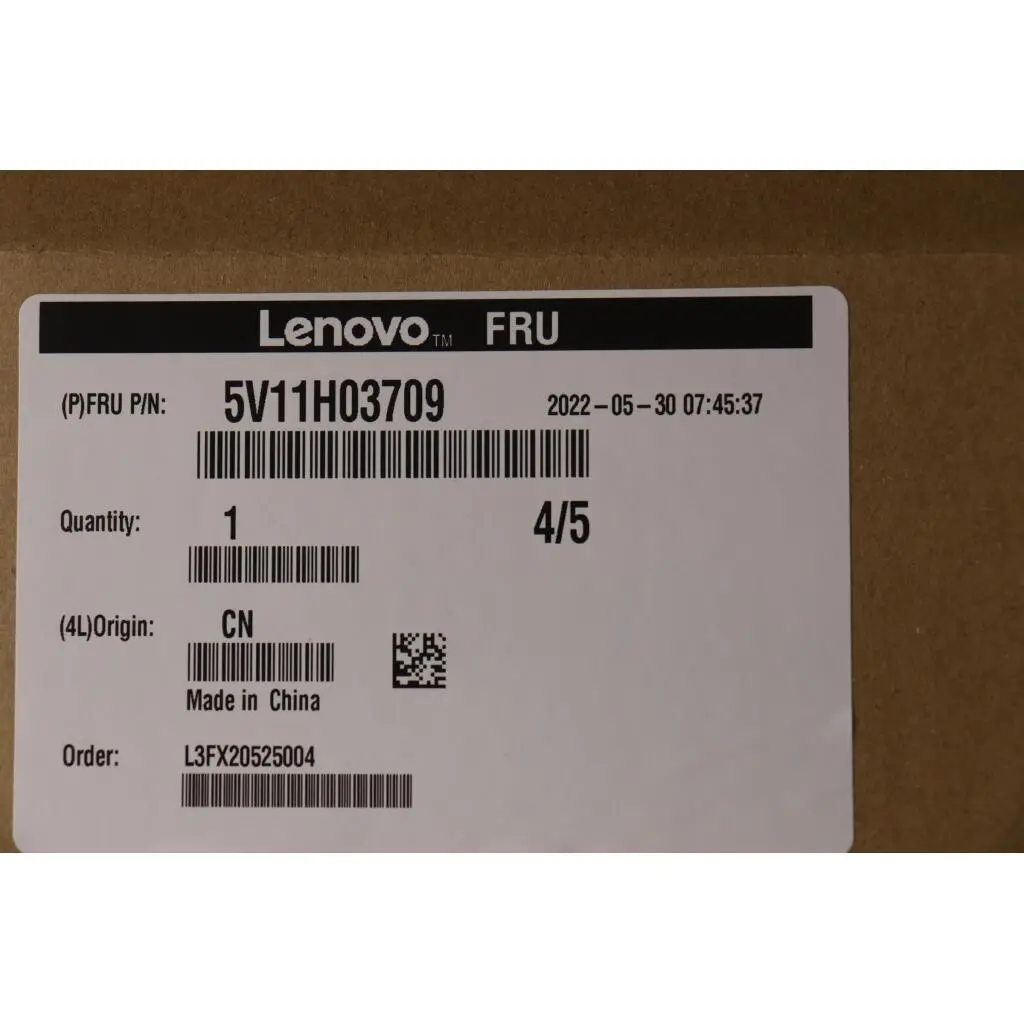 Lenovo™ FRU
(P)FRU P/N: 5V11H03709 2022-05-30 07:45:37
Quantity: 1 4/5
(4L)Origin: CN
Made in China
Order: L3FX20525004